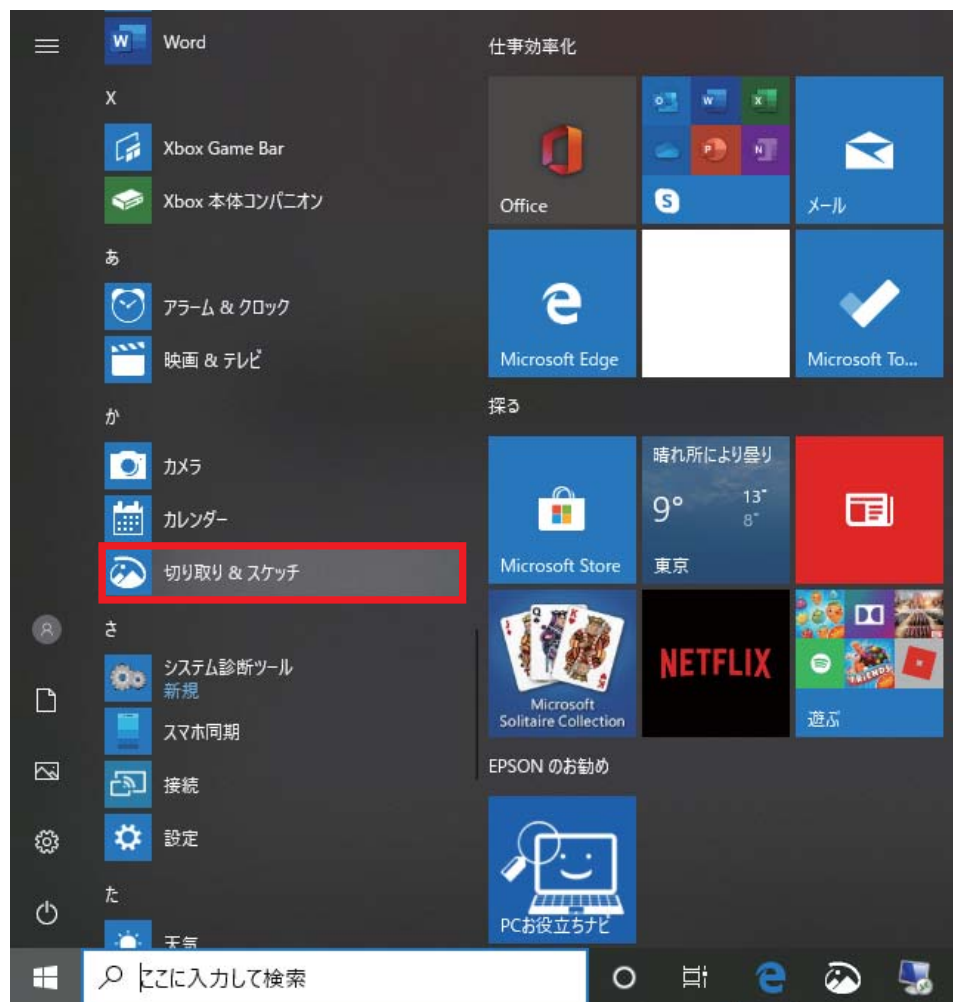 Word
X
Xbox Game Bar
Xbox 本体コンパニオン
あ
アラーム & クロック
映画 & テレビ
か
カメラ
カレンダー
切り取り & スケッチ
さ
システム診断ツール
新規
スマホ同期
接続
設定
た
天気
仕事効率化
Office
メール
Microsoft Edge
Microsoft To...
探る
Microsoft Store
晴れ所により曇り
9°
13°
8°
東京
Microsoft
Solitaire Collection
NETFLIX
遊ぶ
EPSON のお勧め
PCお役立ちナビ
ここに入力して検索